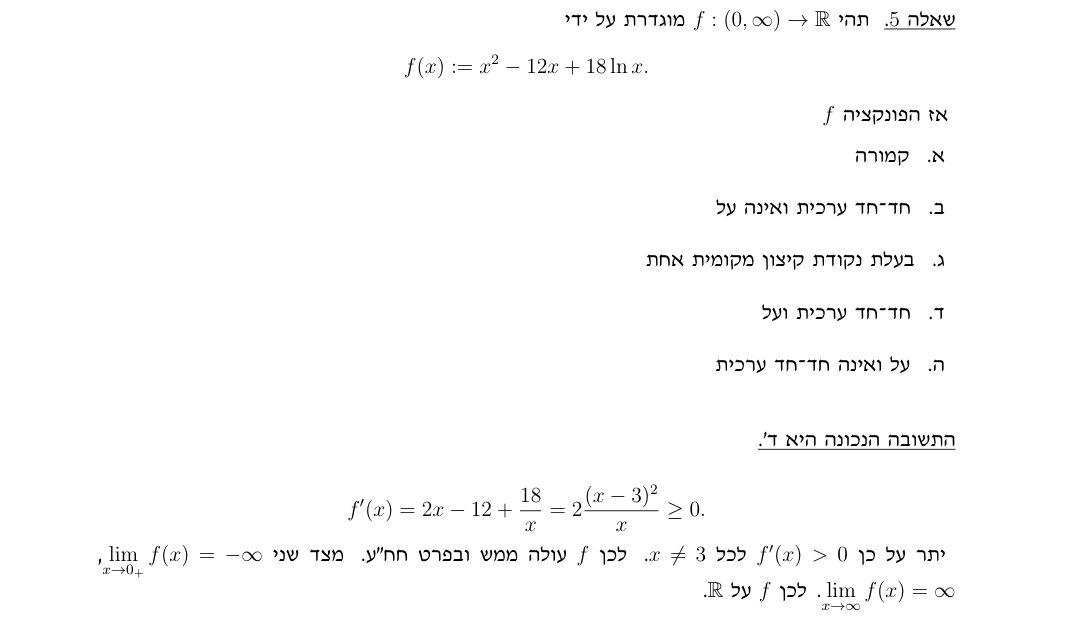 שאלה 5. תהי f : (0, ∞) → ℝ מוגדרת על ידי
f(x) := x² − 12x + 18 ln x.
אז הפונקציה f
א. קמורה
ב. חד־חד ערכית ואינה על
ג. בעלת נקודת קיצון מקומית אחת
ד. חד־חד ערכית ועל
ה. על ואינה חד־חד ערכית
התשובה הנכונה היא ד'.
f′(x) = 2x − 12 + 18/x = 2 (x − 3)²/x ≥ 0.
יתר על כן f′(x) > 0 לכל x ≠ 3. לכן f עולה ממש ובפרט חח"ע. מצד שני lim_{x→0+} f(x) = −∞,
lim_{x→∞} f(x) = ∞. לכן f על ℝ.